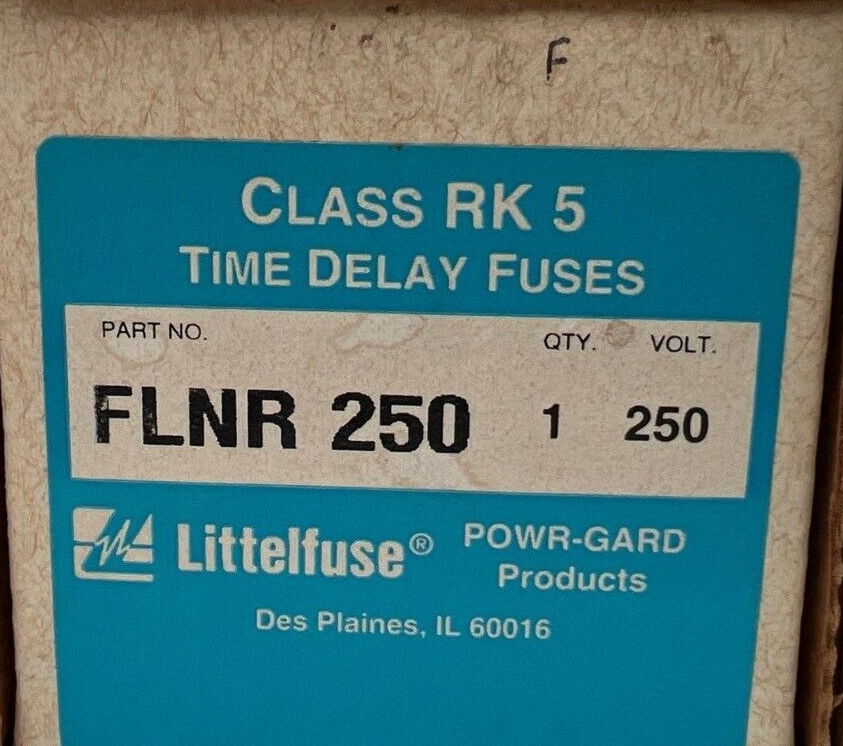 F
CLASS RK 5
TIME DELAY FUSES
PART NO. QTY. VOLT.
FLNR 250 1 250
Littelfuse® POWR-GARD
Products
Des Plaines, IL 60016